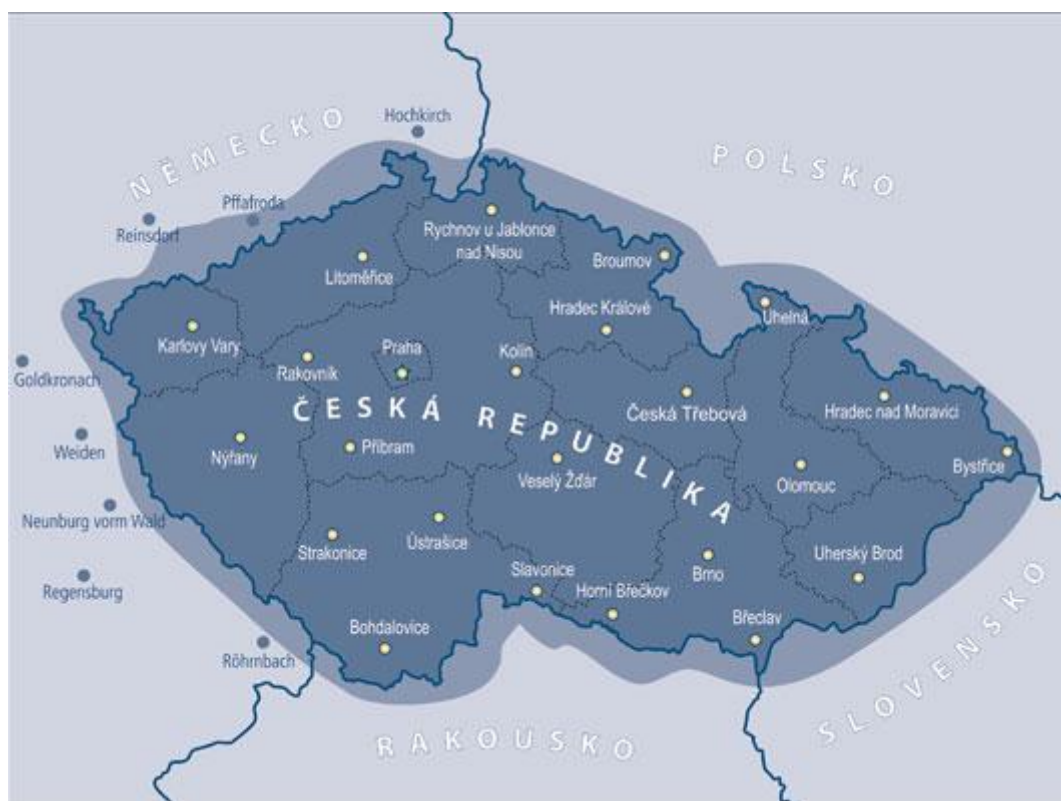 Hochkirch
NĚMECKO
POLSKO
Pffafroda
Reinsdorf
Rychnov u Jablonce
nad Nisou
Broumov
Litoměřice
Hradec Králové
Úhelná
Karlovy Vary
Praha
Kolín
Goldkronach
Rakovník
ČESKÁ REPUBLIKA
Česká Třebová
Hradec nad Moravicí
Weiden
Nýřany
Příbram
Bystřice
Veselý Žďár
Olomouc
Neunburg vorm Wald
Strakonice
Ústrašice
Uherský Brod
Slavonice
Brno
Regensburg
Horní Břečkov
Břeclav
Bohdalovice
Röhrnbach
SLOVENSKO
RAKOUSKO